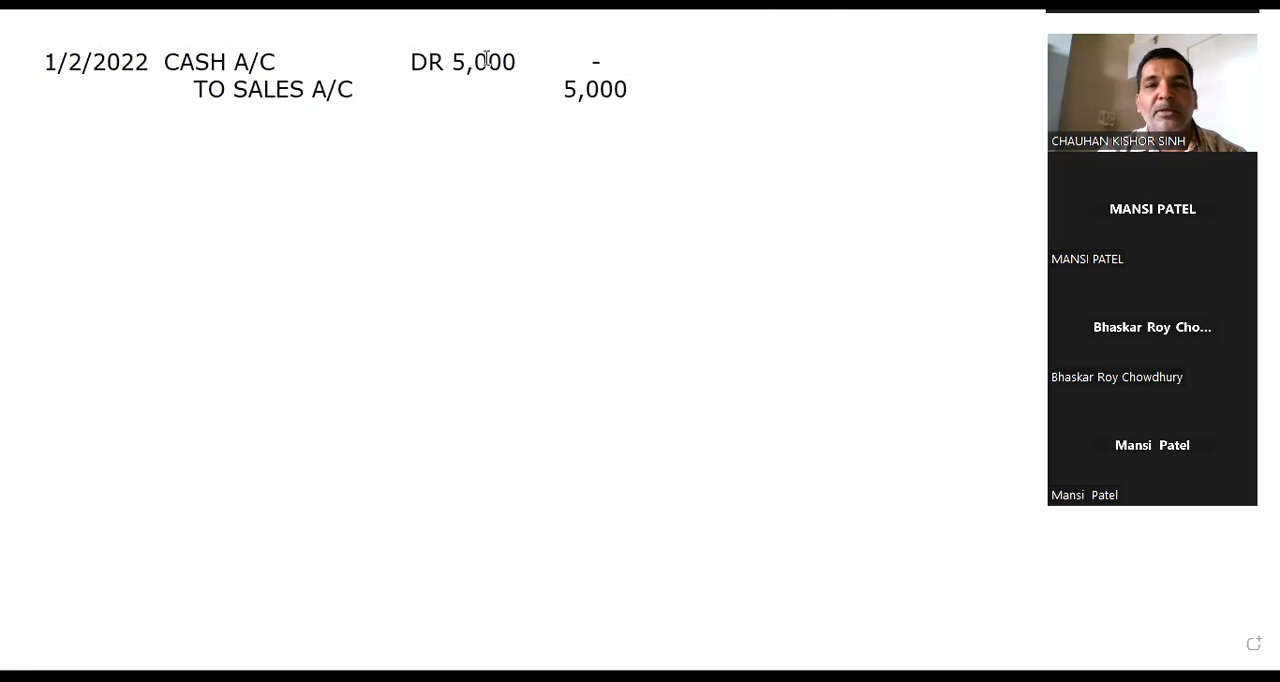 1/2/2022 CASH A/C DR 5,000 -
TO SALES A/C 5,000
CHAUHAN KISHOR SINH
MANSI PATEL
MANSI PATEL
Bhaskar Roy Cho...
Bhaskar Roy Chowdhury
Mansi Patel
Mansi Patel